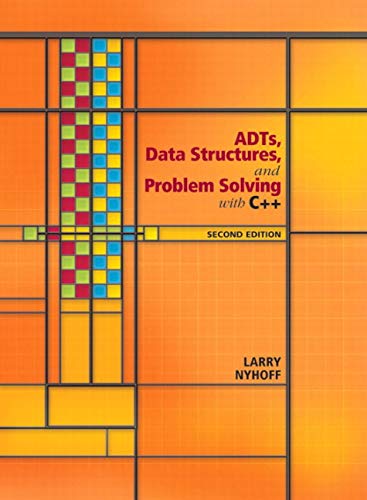 ADTs,
Data Structures,
and
Problem Solving
with C++
SECOND EDITION
LARRY
NYHOFF